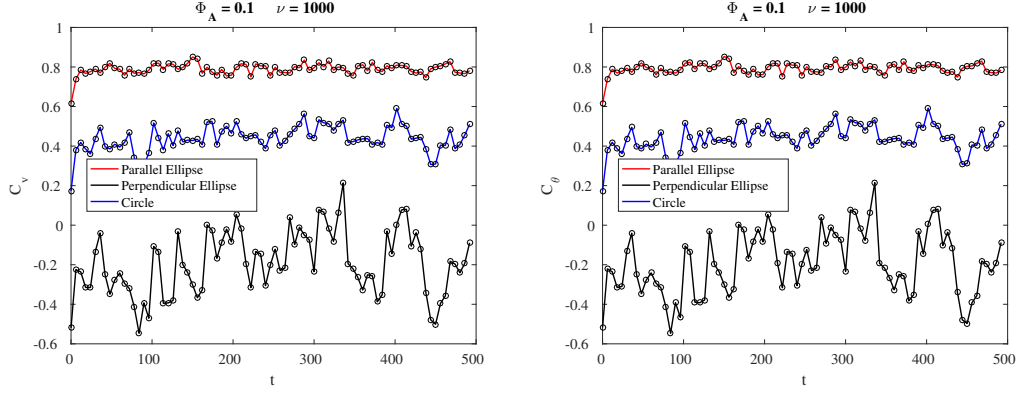 Φ_A = 0.1 ν = 1000
1
0.8
0.6
0.4
0.2
0
-0.2
-0.4
-0.6
C_v
Parallel Ellipse
Perpendicular Ellipse
Circle
0 100 200 300 400 500
t
Φ_A = 0.1 ν = 1000
1
0.8
0.6
0.4
0.2
0
-0.2
-0.4
-0.6
C_θ
Parallel Ellipse
Perpendicular Ellipse
Circle
0 100 200 300 400 500
t